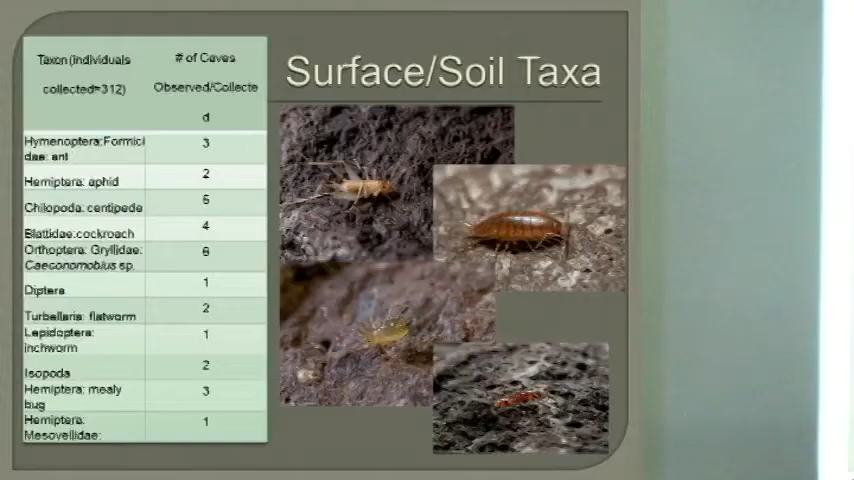 Surface/Soil Taxa
Taxon(individuals
collected=312)
# of Caves
Observed/Collecte
d
Hymenoptera:Formici
dae: ant
3
Hemiptera: aphid
2
Chilopoda: centipede
5
Blattidae:cockroach
4
Orthoptera: Gryllidae:
Caeconomobius sp.
6
Diptera
1
Turbellaria: flatworm
2
Lepidoptera:
inchworm
1
Isopoda
2
Hemiptera: mealy
bug
3
Hemiptera:
Mesovellidae:
1